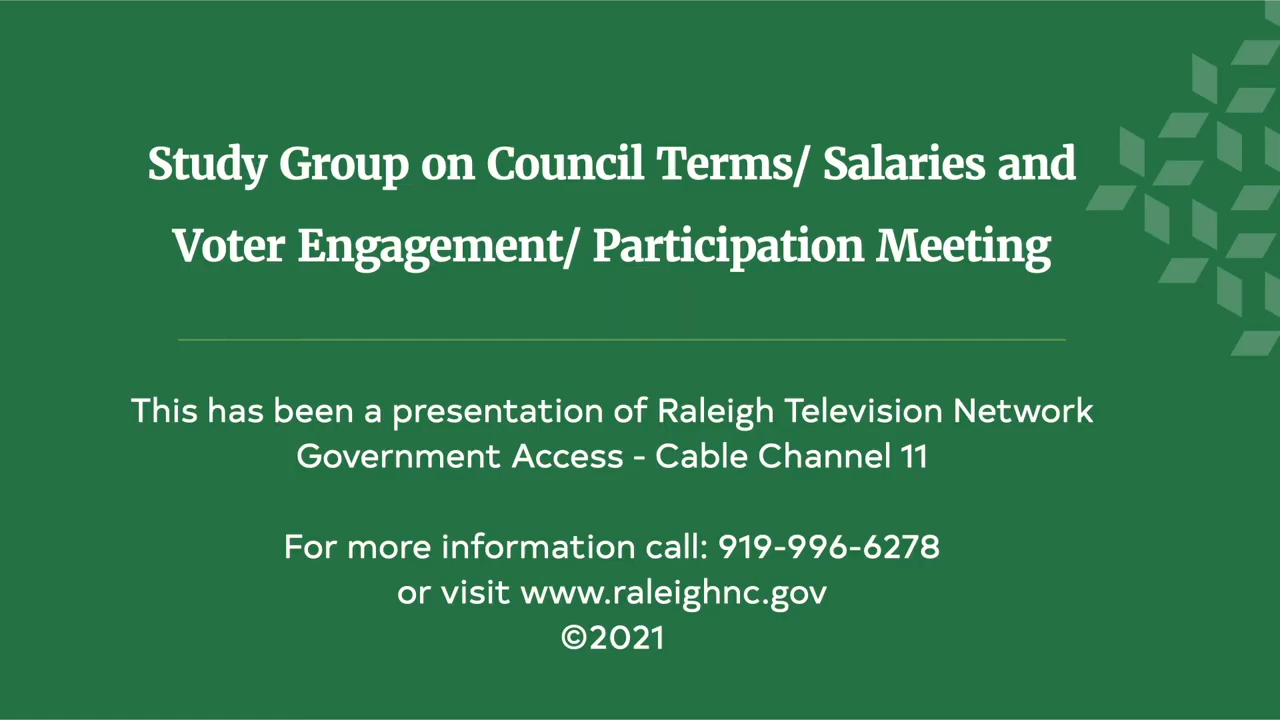 Study Group on Council Terms/ Salaries and
Voter Engagement/ Participation Meeting
This has been a presentation of Raleigh Television Network
Government Access - Cable Channel 11
For more information call: 919-996-6278
or visit www.raleighnc.gov
©2021